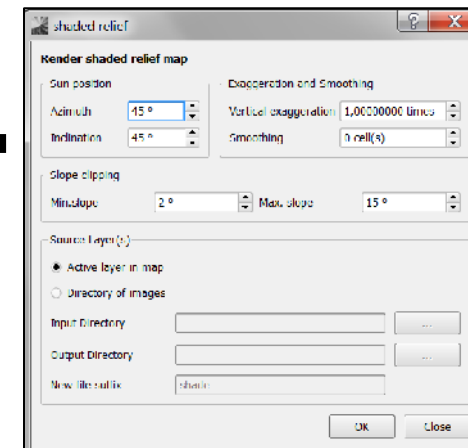 shaded relief
?
X
Render shaded relief map
Sun position
Azimuth 45 °
Inclination 45 °
Exaggeration and Smoothing
Vertical exaggeration 1,00000000 times
Smoothing 0 cell(s)
Slope clipping
Min.slope 2 ° Max. slope 15 °
Source Layer(s)
Active layer in map
Directory of images
Input Directory ...
Output Directory ...
New file suffix shade
OK Close